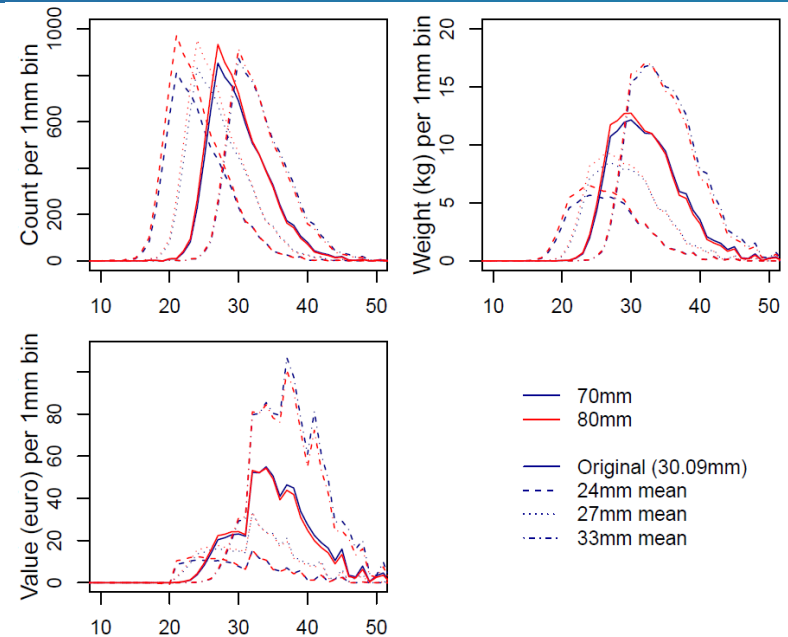 Count per 1mm bin
0
200
600
1000
10 20 30 40 50
Weight (kg) per 1mm bin
0
5
10
15
20
10 20 30 40 50
Value (euro) per 1mm bin
0
20
40
60
80
10 20 30 40 50
70mm
80mm
Original (30.09mm)
24mm mean
27mm mean
33mm mean